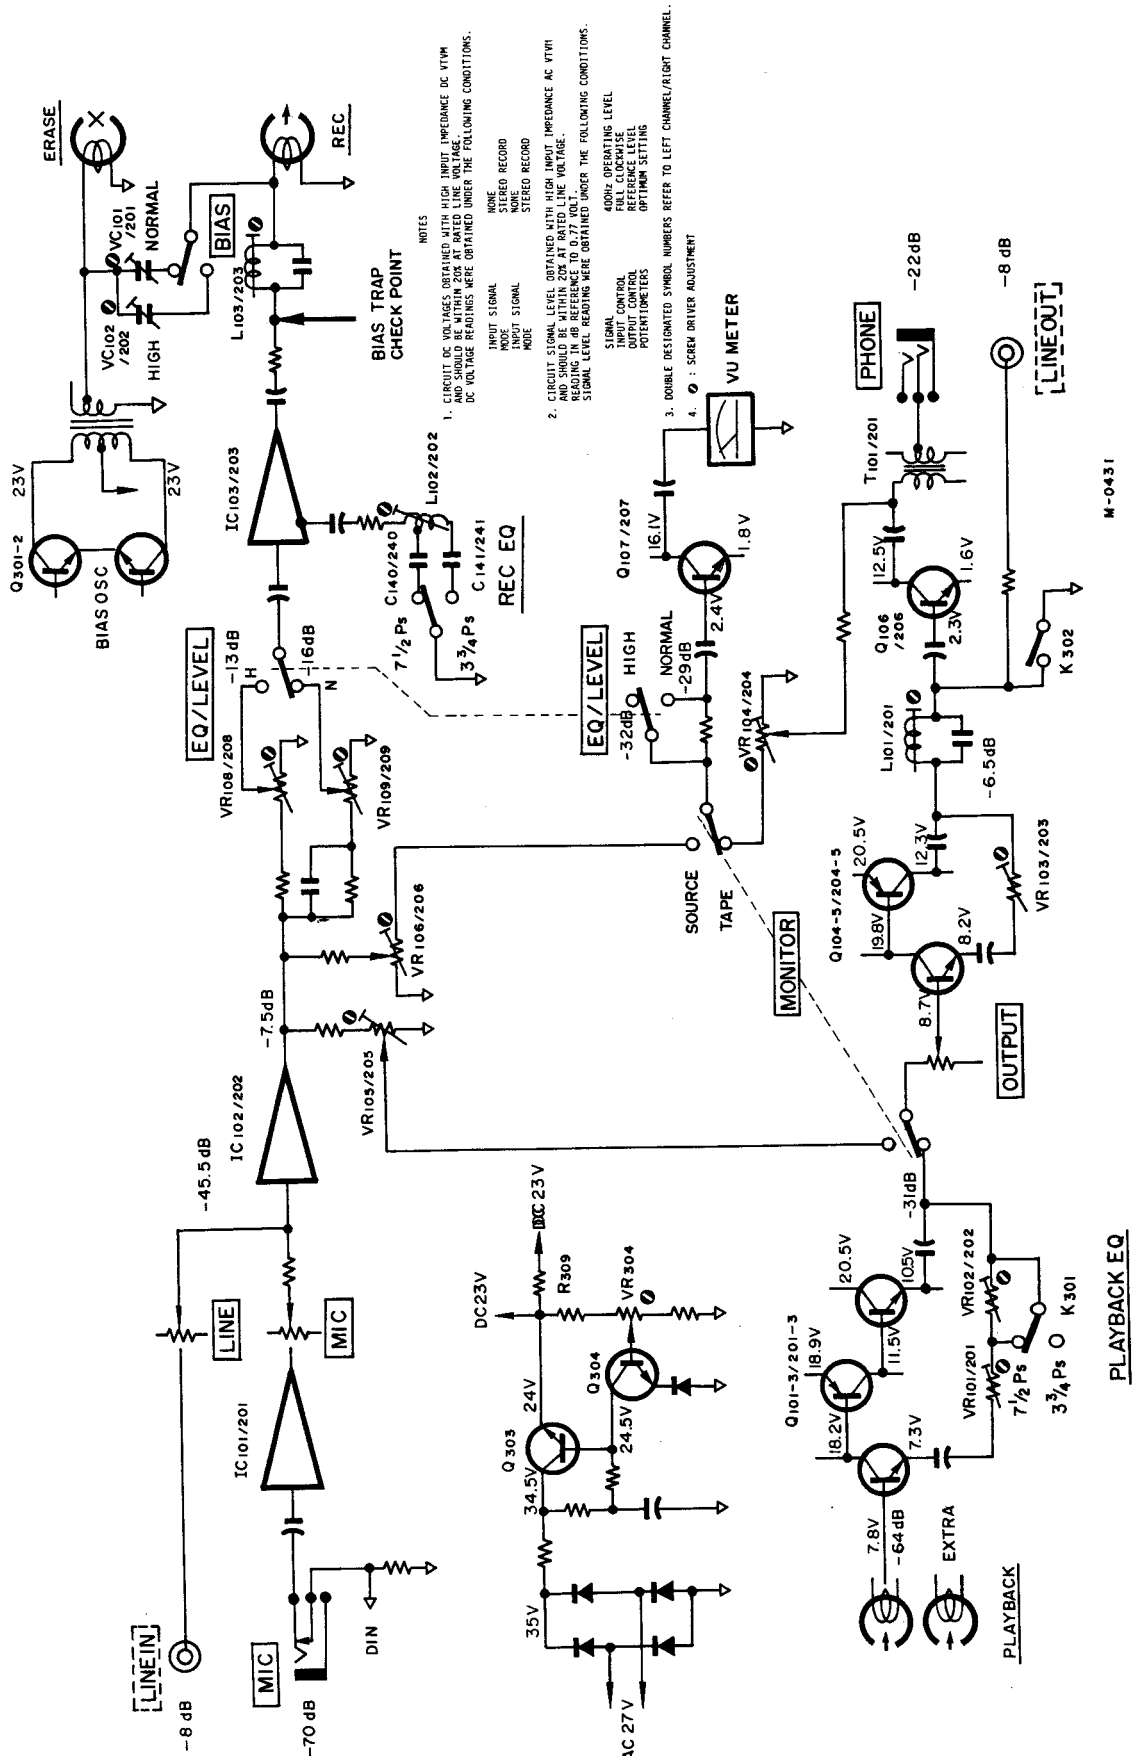 LINE IN
-8 dB
MIC
-70 dB
DIN
LINE
MIC
IC101/201
-45.5dB
IC102/202
-7.5dB
VR105/205
VR106/206
VR108/208
VR109/209
EQ/LEVEL
-13dB
H
-16dB
N
IC103/203
7 1/2 Ps
3 3/4 Ps
C140/240
C141/241
L102/202
REC EQ
BIAS TRAP
CHECK POINT
L103/203
Q301-2
BIAS OSC
23V
23V
VC102
/202
HIGH
VC101
/201
NORMAL
BIAS
ERASE
REC
NOTES
1. CIRCUIT DC VOLTAGES OBTAINED WITH HIGH INPUT IMPEDANCE DC VTVM
AND SHOULD BE WITHIN 20% AT RATED LINE VOLTAGE.
DC VOLTAGE READINGS WERE OBTAINED UNDER THE FOLLOWING CONDITIONS.
INPUT SIGNAL NONE
MODE STEREO RECORD
INPUT SIGNAL NONE
MODE STEREO RECORD
2. CIRCUIT SIGNAL LEVEL OBTAINED WITH HIGH INPUT IMPEDANCE AC VTVM
AND SHOULD BE WITHIN 20% AT RATED LINE VOLTAGE.
READING IN dB REFERENCE TO 0.77 VOLT.
SIGNAL LEVEL READING WERE OBTAINED UNDER THE FOLLOWING CONDITIONS.
SIGNAL 400Hz OPERATING LEVEL
INPUT CONTROL FULL CLOCKWISE
OUTPUT CONTROL REFERENCE LEVEL
POTENTIOMETERS OPTIMUM SETTING
3. DOUBLE DESIGNATED SYMBOL NUMBERS REFER TO LEFT CHANNEL/RIGHT CHANNEL.
4. : SCREW DRIVER ADJUSTMENT
AC 27V
35V
34.5V
Q303
24V
24.5V
Q304
DC23V
DC 23V
R309
VR304
SOURCE
TAPE
MONITOR
EQ/LEVEL
-32dB
HIGH
NORMAL
-29dB
VR104/204
Q107/207
16.1V
2.4V
1.8V
VU METER
PLAYBACK
EXTRA
7.8V
-64dB
Q101-3/201-3
18.2V
18.9V
7.3V
11.5V
20.5V
10.5V
-31dB
VR101/201
VR102/202
7 1/2 Ps
3 3/4 Ps
K301
PLAYBACK EQ
OUTPUT
8.7V
Q104-5/204-5
19.8V
20.5V
8.2V
12.3V
VR103/203
L101/201
-6.5dB
Q106
/206
12.5V
2.3V
1.6V
K302
T101/201
PHONE
-22dB
-8 dB
LINE OUT
M-0431